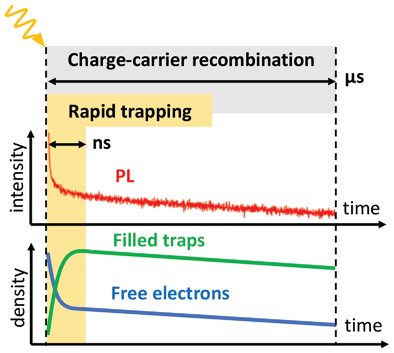 Charge-carrier recombination
μs
Rapid trapping
ns
PL
intensity
time
Filled traps
Free electrons
density
time